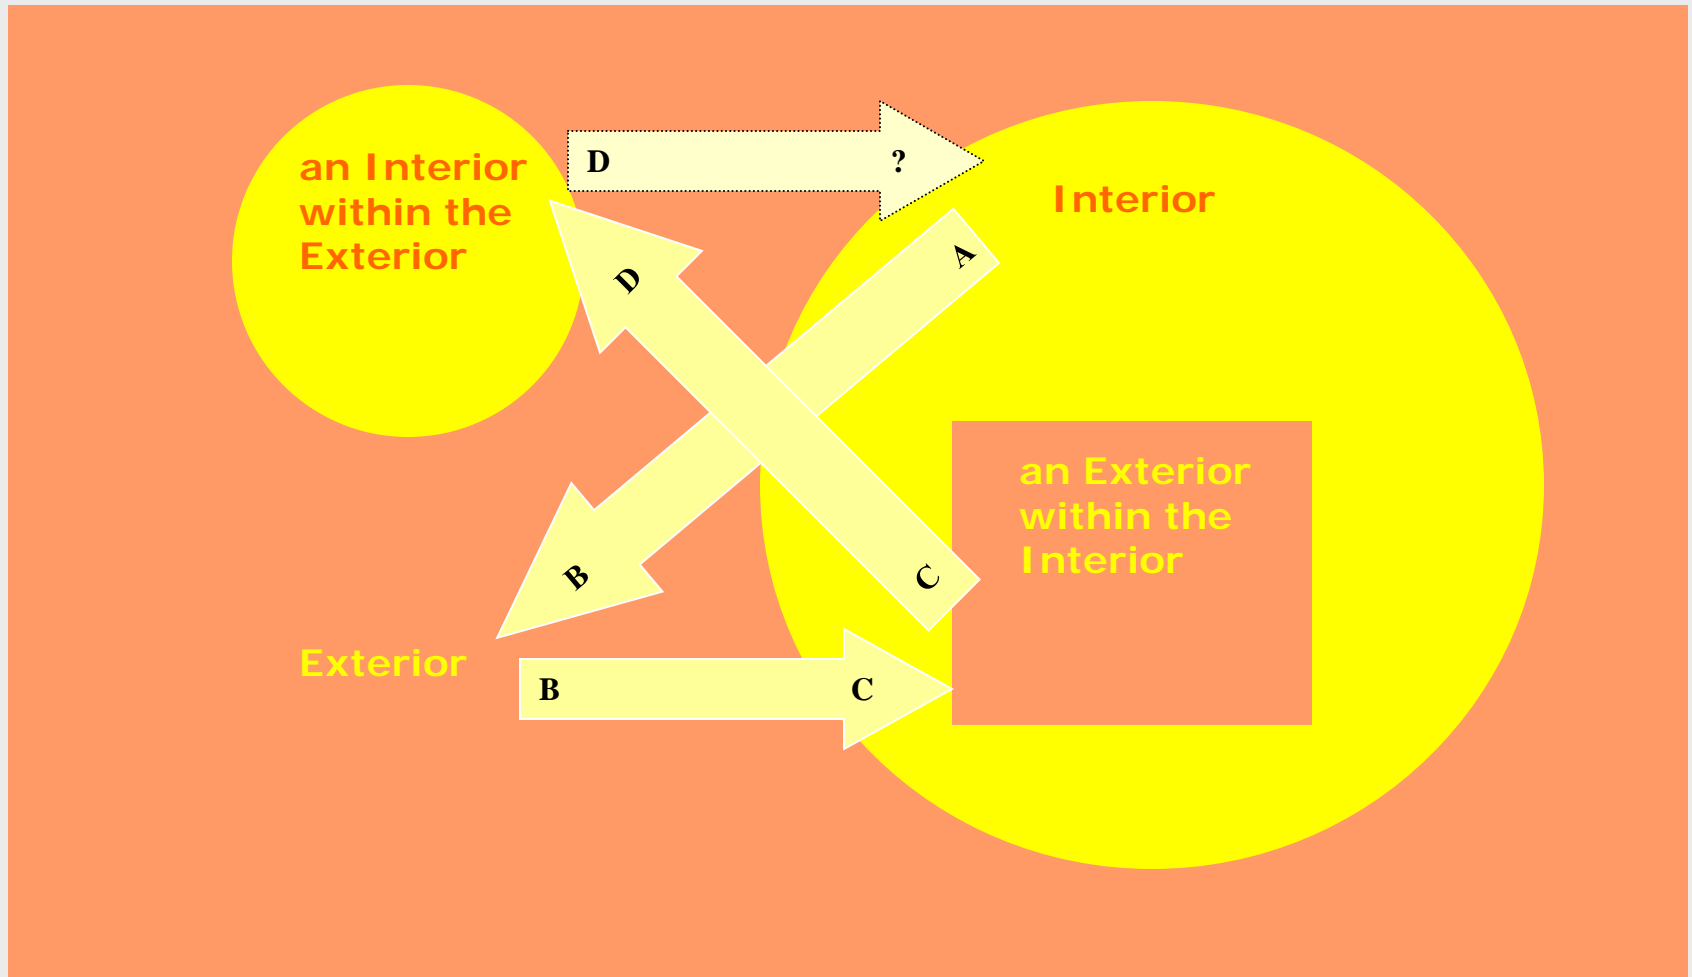 an Interior
within the
Exterior
D ?
Interior
A
D
B
C
an Exterior
within the
Interior
Exterior
B C